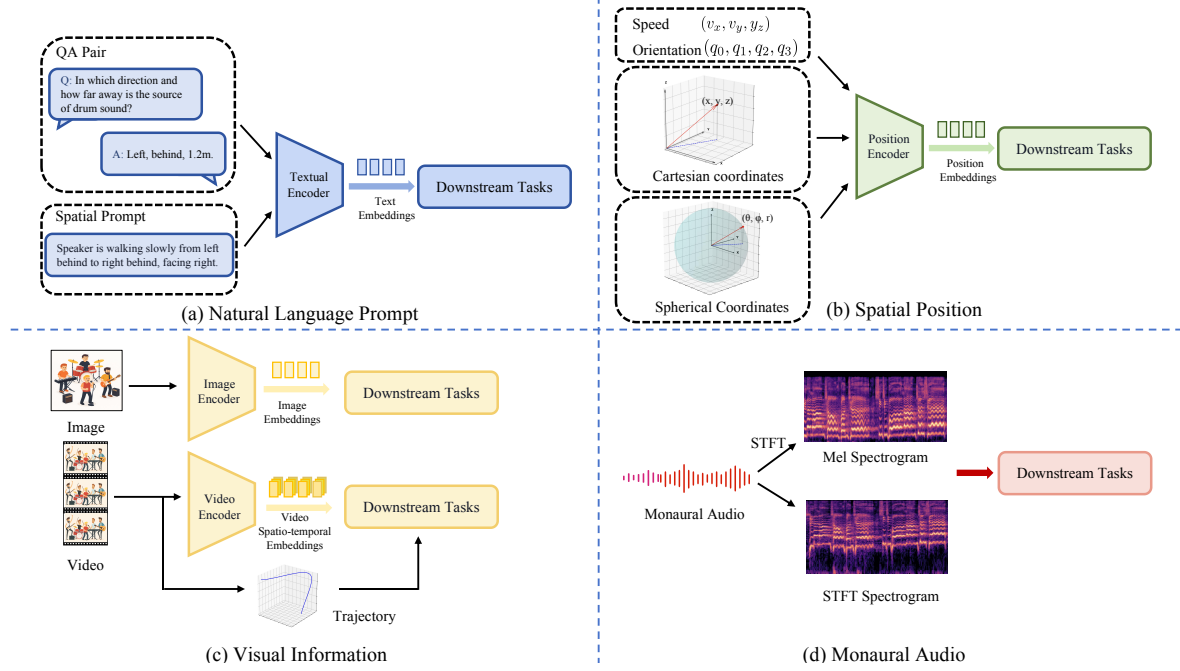 QA Pair
Q: In which direction and
how far away is the source
of drum sound?
A: Left, behind, 1.2m.
Spatial Prompt
Speaker is walking slowly from left
behind to right behind, facing right.
Textual
Encoder
Text
Embeddings
Downstream Tasks
(a) Natural Language Prompt
Speed (v_x, v_y, y_z)
Orientation (q_0, q_1, q_2, q_3)
z
(x, y, z)
Y
X
Cartesian coordinates
z
(θ, φ, r)
Y
X
Spherical Coordinates
Position
Encoder
Position
Embeddings
Downstream Tasks
(b) Spatial Position
Image
Image
Encoder
Image
Embeddings
Downstream Tasks
Video
Video
Encoder
Video
Spatio-temporal
Embeddings
Downstream Tasks
Trajectory
(c) Visual Information
Monaural Audio
STFT
Mel Spectrogram
STFT Spectrogram
Downstream Tasks
(d) Monaural Audio